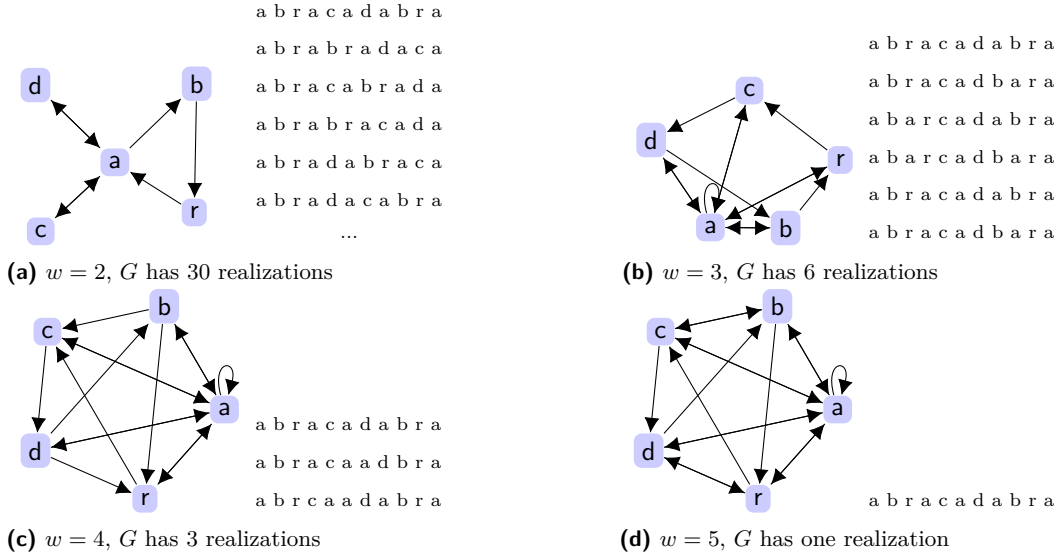 a b r a c a d a b r a
a b r a b r a d a c a
a b r a c a b r a d a
a b r a b r a c a d a
a b r a d a b r a c a
a b r a d a c a b r a
...
d
b
a
c
r
(a) w = 2, G has 30 realizations
a b r a c a d a b r a
a b r a c a d b a r a
a b a r c a d a b r a
a b a r c a d b a r a
a b r a c a d a b r a
a b r a c a d b a r a
c
d
r
a
b
(b) w = 3, G has 6 realizations
b
c
a
d
r
a b r a c a d a b r a
a b r a c a a d b r a
a b r c a a d a b r a
(c) w = 4, G has 3 realizations
b
c
a
d
r
a b r a c a d a b r a
(d) w = 5, G has one realization